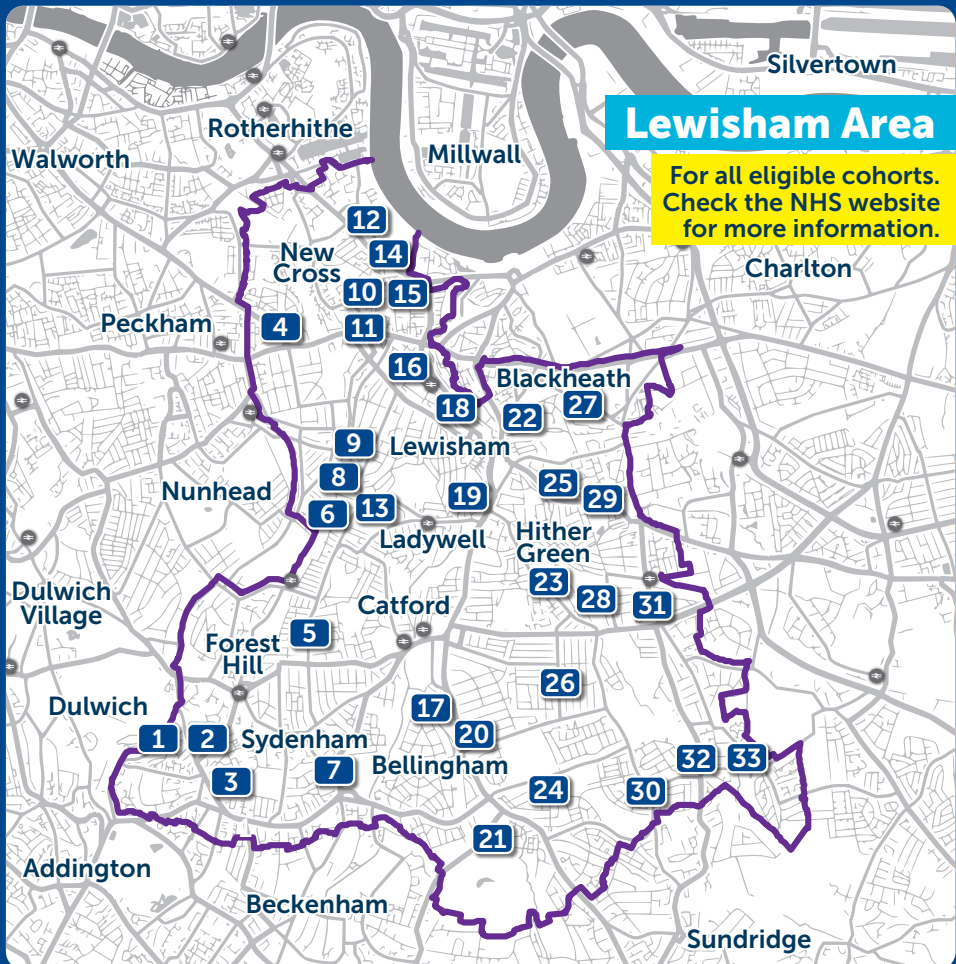 Silvertown
Lewisham Area
Rotherhithe
Walworth
Millwall
For all eligible cohorts.
Check the NHS website
for more information.
12
New
Cross
14
Charlton
10
15
Peckham
4
11
16
Blackheath
18
22
27
9
Lewisham
8
25
Nunhead
19
29
6
13
Ladywell
Hither
Green
23
Dulwich
Village
28
31
Catford
5
Forest
Hill
26
Dulwich
17
1
2
Sydenham
20
32
33
7
Bellingham
3
24
30
21
Addington
Beckenham
Sundridge